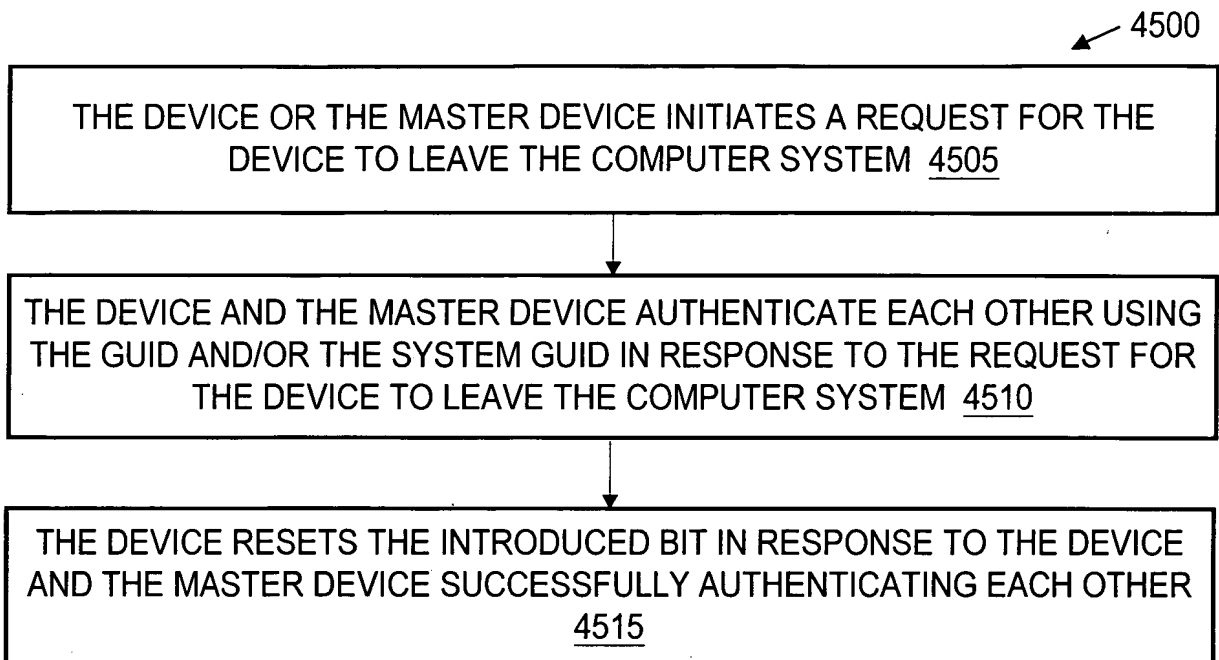 4500
THE DEVICE OR THE MASTER DEVICE INITIATES A REQUEST FOR THE
DEVICE TO LEAVE THE COMPUTER SYSTEM 4505
THE DEVICE AND THE MASTER DEVICE AUTHENTICATE EACH OTHER USING
THE GUID AND/OR THE SYSTEM GUID IN RESPONSE TO THE REQUEST FOR
THE DEVICE TO LEAVE THE COMPUTER SYSTEM 4510
THE DEVICE RESETS THE INTRODUCED BIT IN RESPONSE TO THE DEVICE
AND THE MASTER DEVICE SUCCESSFULLY AUTHENTICATING EACH OTHER
4515